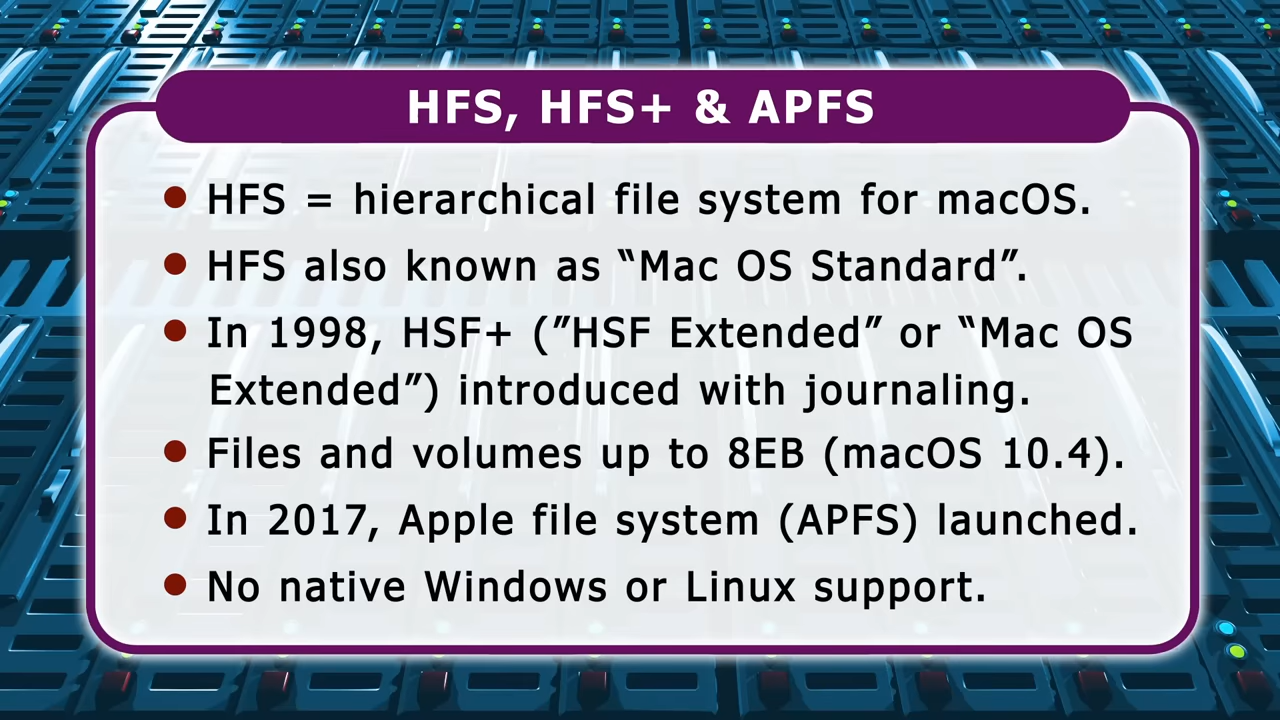 HFS, HFS+ & APFS
HFS = hierarchical file system for macOS.
HFS also known as “Mac OS Standard”.
In 1998, HSF+ (”HSF Extended” or “Mac OS
Extended”) introduced with journaling.
Files and volumes up to 8EB (macOS 10.4).
In 2017, Apple file system (APFS) launched.
No native Windows or Linux support.